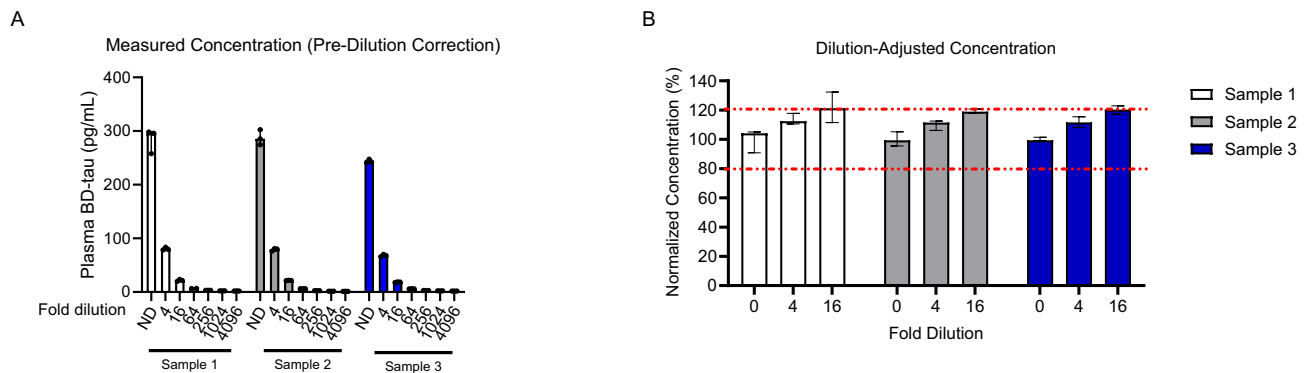 A
Measured Concentration (Pre-Dilution Correction)
Plasma BD-tau (pg/mL)
400
300
200
100
0
Fold dilution
ND 4 16 64 256 1024 4096 ND 4 16 64 256 1024 4096 ND 4 16 64 256 1024 4096
Sample 1 Sample 2 Sample 3
B
Dilution-Adjusted Concentration
Normalized Concentration (%)
140
120
100
80
60
40
20
0
0 4 16 0 4 16 0 4 16
Fold Dilution
Sample 1
Sample 2
Sample 3